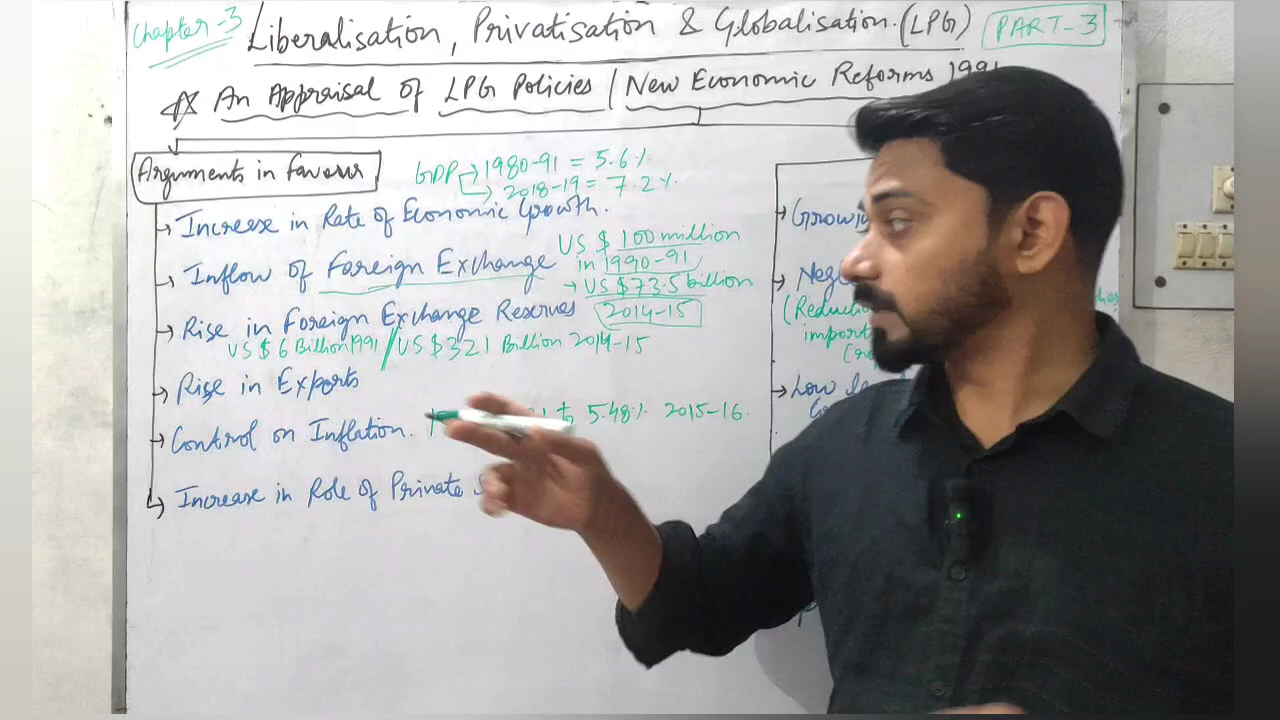 Chapter-3
Liberalisation, Privatisation & Globalisation. (LPG)
PART-3
An Appraisal of LPG Policies / New Economic Reforms 1991
Arguments in Favour
GDP → 1980-91 = 5.6%.
→ 2018-19 = 7.2%.
→ Increase in Rate of Economic Growth.
→ Inflow of Foreign Exchange
US $ 100 million
in 1990-91
→ US $ 73.5 billion
2014-15
→ Rise in Foreign Exchange Reserves
US $ 6 Billion 1991 / US $ 321 Billion 2014-15
→ Rise in Exports
→ Control on Inflation.
to 5.48%. 2015-16.
→ Increase in Role of Private
→
→
(Reduction
import
→ Low